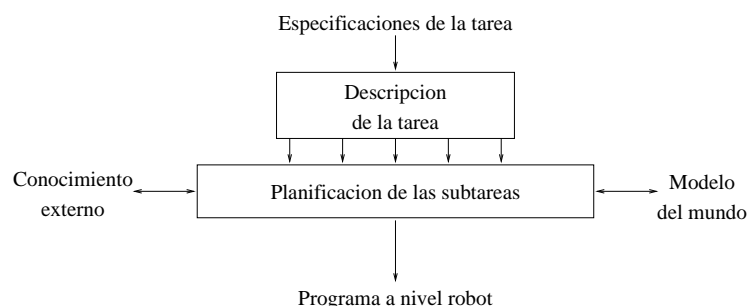 Especificaciones de la tarea
Descripcion
de la tarea
Conocimiento
externo
Planificacion de las subtareas
Modelo
del mundo
Programa a nivel robot